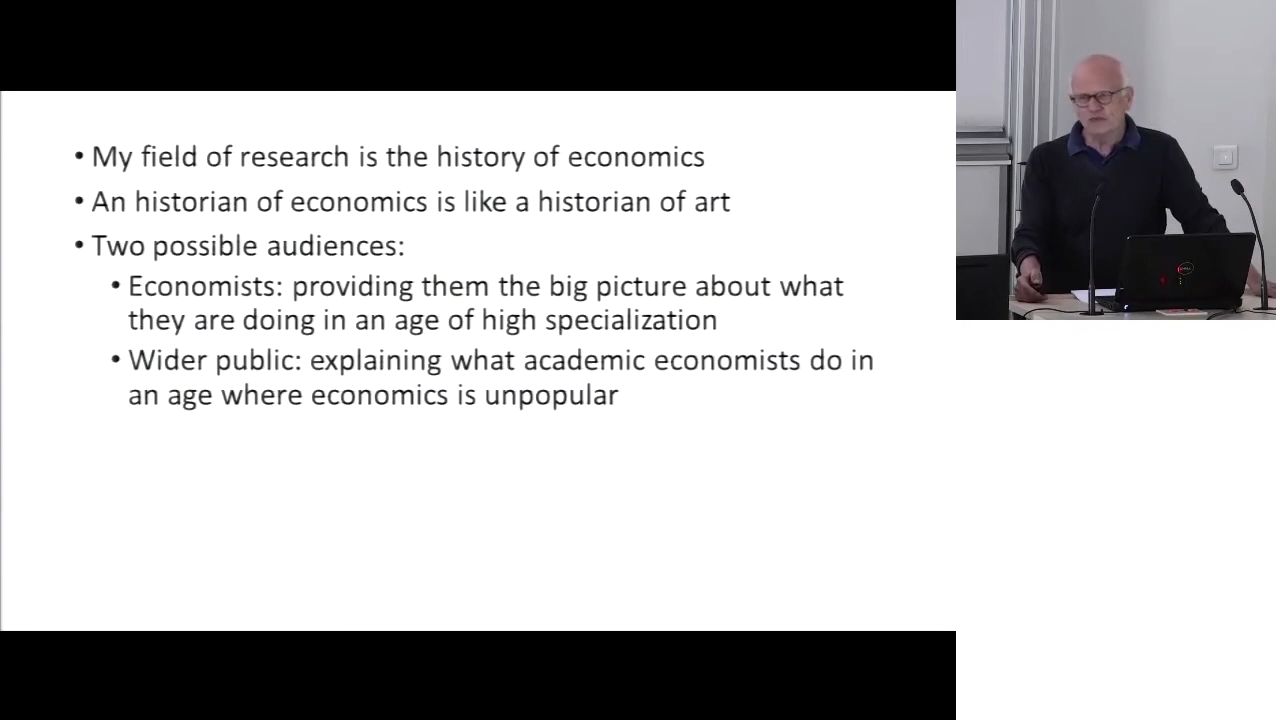 • My field of research is the history of economics
• An historian of economics is like a historian of art
• Two possible audiences:
• Economists: providing them the big picture about what
they are doing in an age of high specialization
• Wider public: explaining what academic economists do in
an age where economics is unpopular
DELL